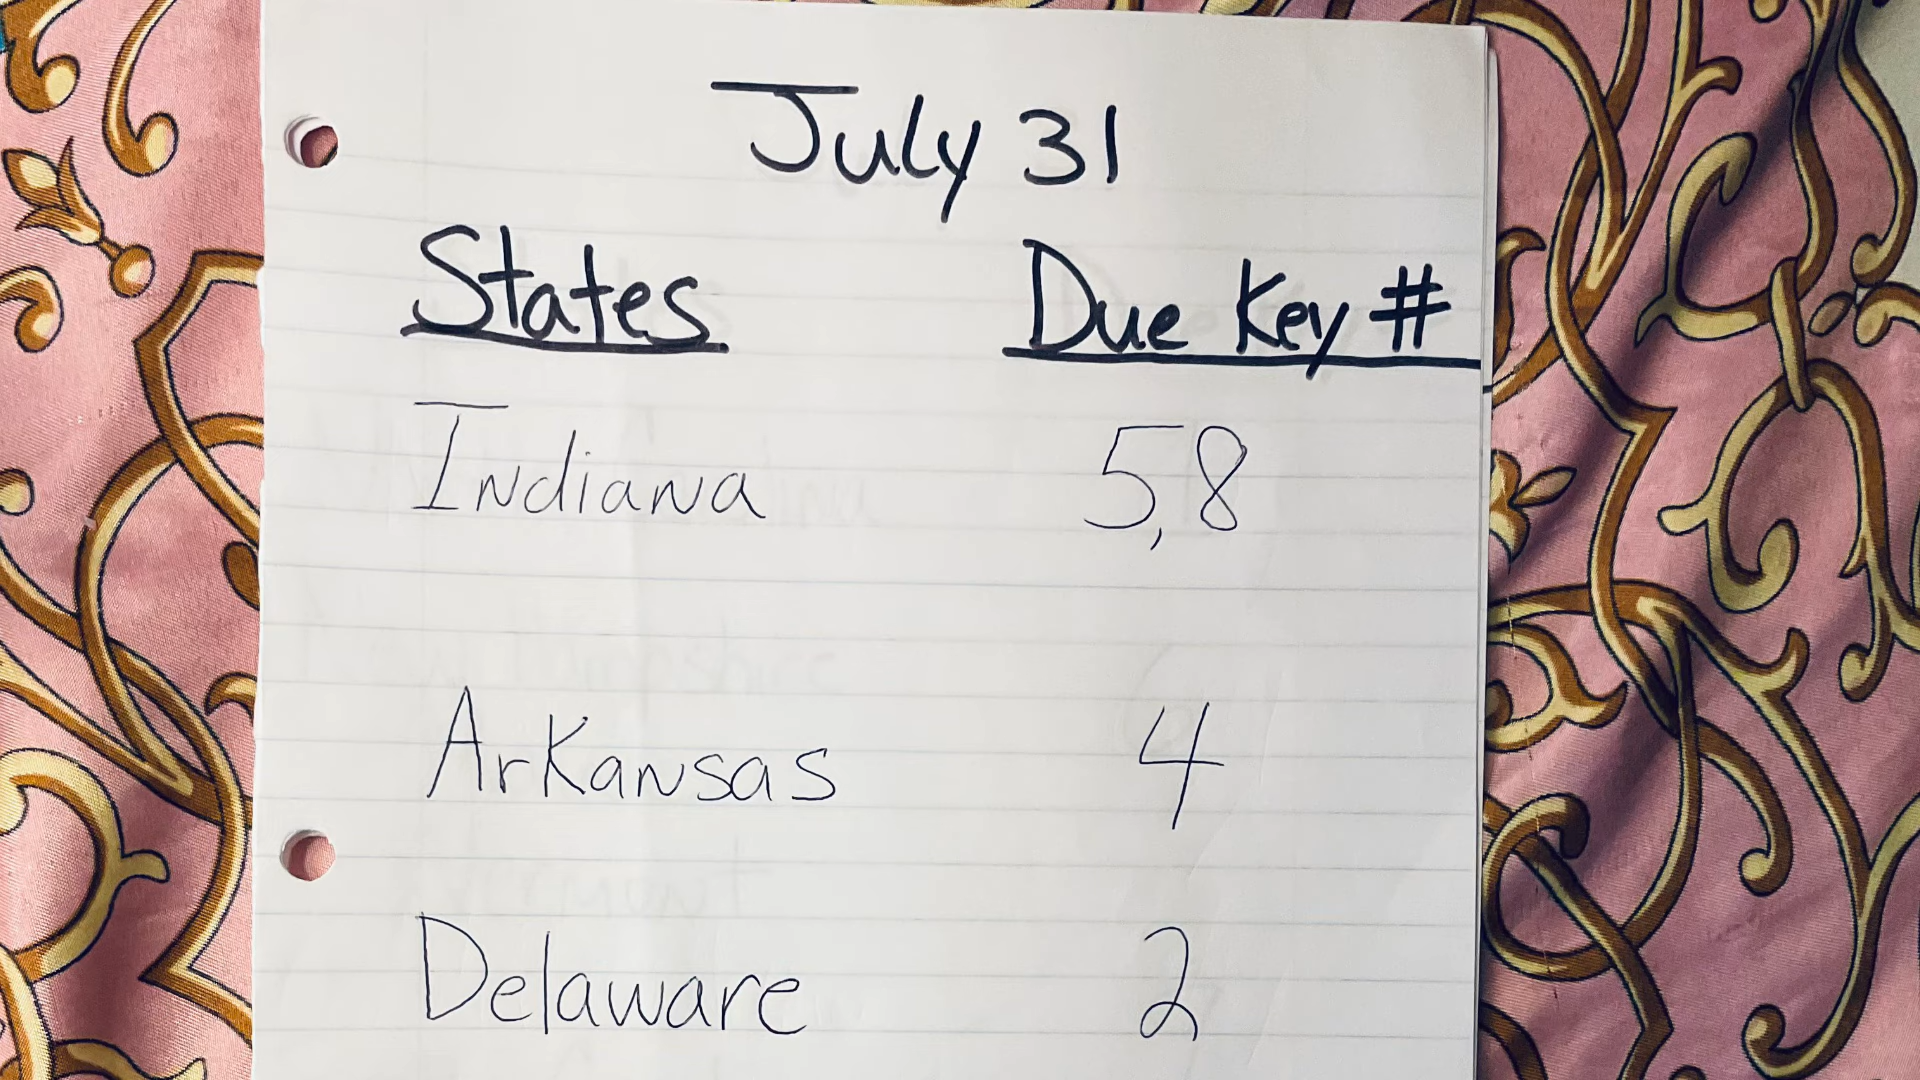 July 31
States Due Key #
Indiana 5,8
Arkansas 4
Delaware 2